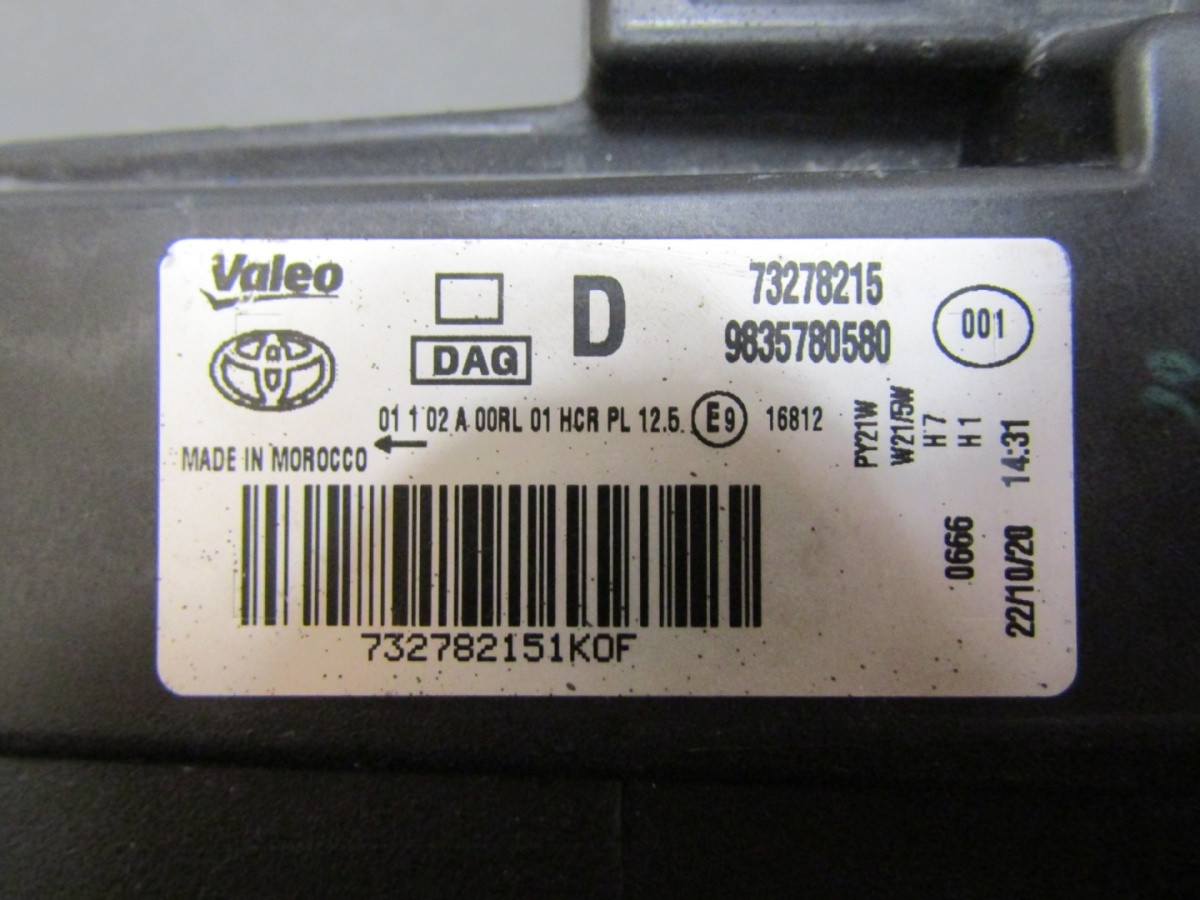 Valeo
D
73278215
9835780580
001
DAG
01 1 02 A 00RL 01 HCR PL 12.5. E9 16812
MADE IN MOROCCO
PY21W
W21/5W
H7
H1
0666
22/10/20 14:31
732782151K0F